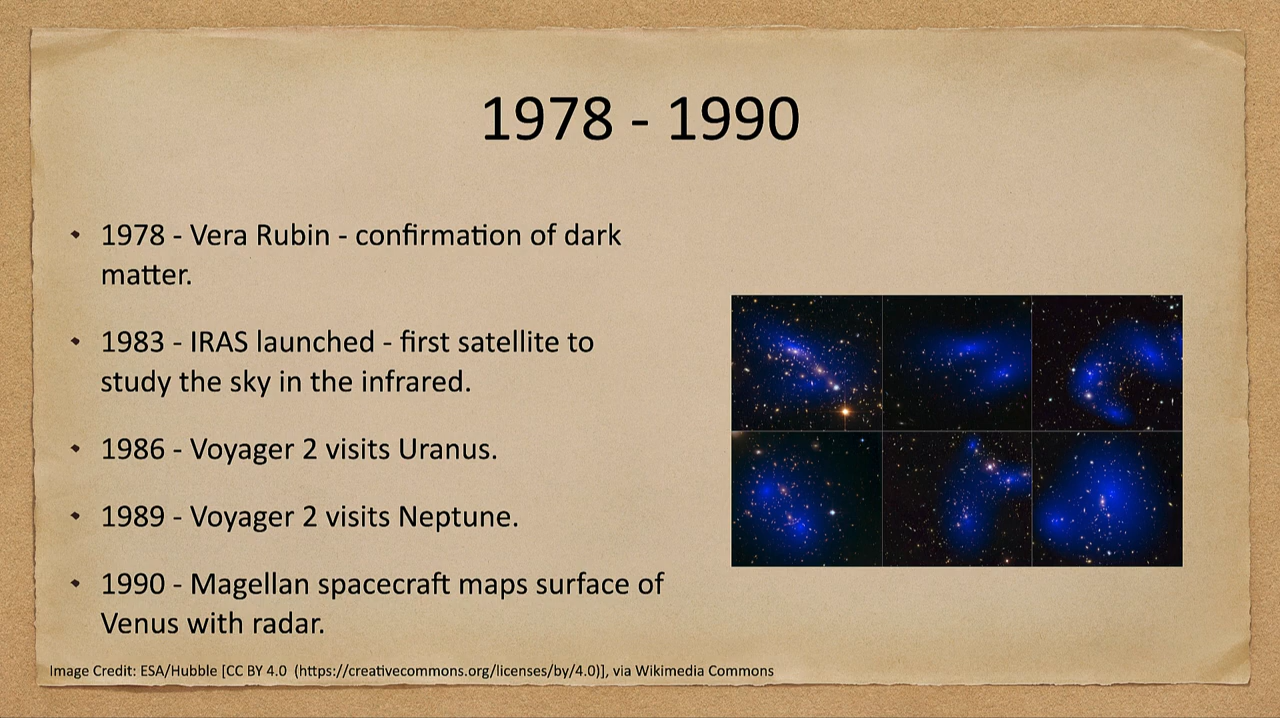 1978 - 1990
• 1978 - Vera Rubin - confirmation of dark
matter.
• 1983 - IRAS launched - first satellite to
study the sky in the infrared.
• 1986 - Voyager 2 visits Uranus.
• 1989 - Voyager 2 visits Neptune.
• 1990 - Magellan spacecraft maps surface of
Venus with radar.
Image Credit: ESA/Hubble [CC BY 4.0  (https://creativecommons.org/licenses/by/4.0)], via Wikimedia Commons